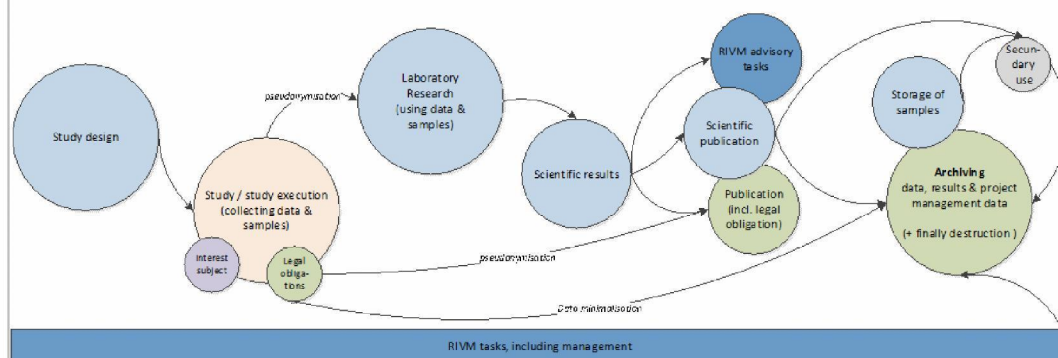 Study design
pseudonymisation
Laboratory
Research
(using data &
samples)
Study / study execution
(collecting data &
samples)
Interest
subject
Legal
obliga-
tions
Scientific results
RIVM advisory
tasks
Scientific
publication
Publication
(incl. legal
obligation)
pseudonymisation
Data minimalisation
Storage of
samples
Secun-
dary
use
Archiving
data, results & project
management data
(+ finally destruction )
RIVM tasks, including management